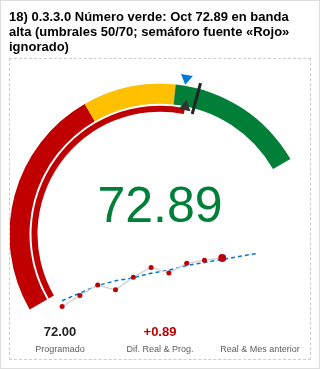 18) 0.3.3.0 Número verde: Oct 72.89 en banda
alta (umbrales 50/70; semáforo fuente «Rojo»
ignorado)
72.89
72.00 +0.89
Programado Dif. Real & Prog. Real & Mes anterior